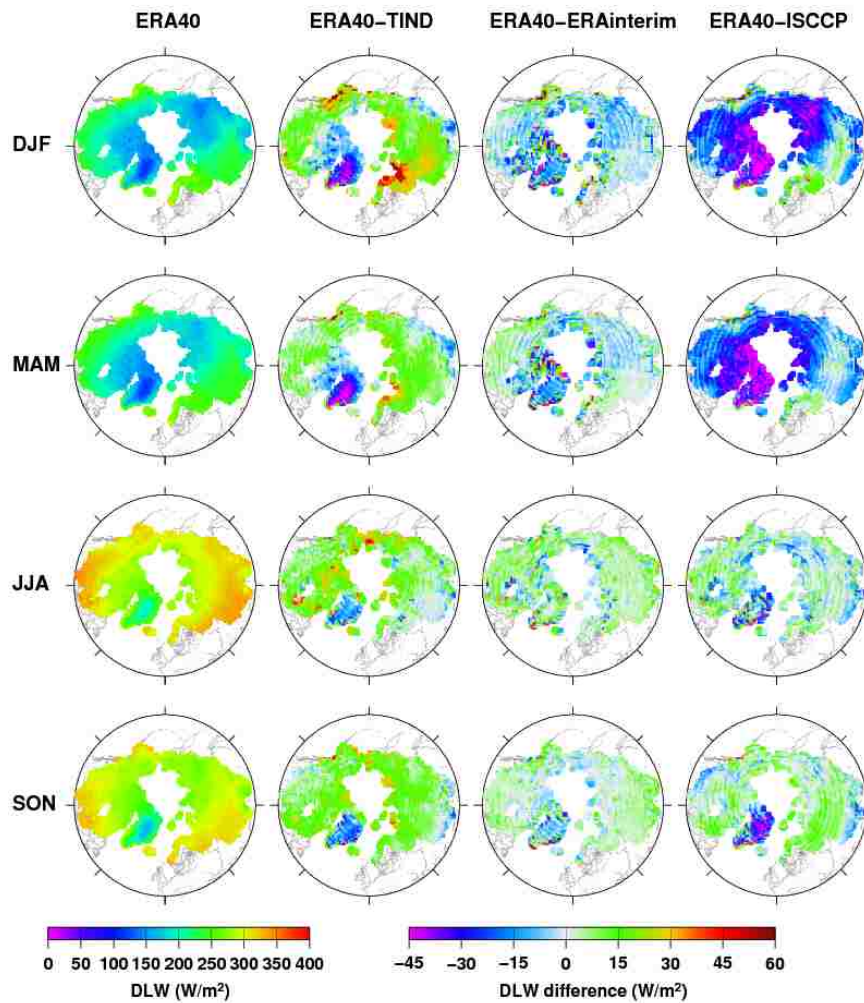 ERA40 ERA40-TIND ERA40-ERAinterim ERA40-ISCCP
DJF
MAM
JJA
SON
0 50 100 150 200 250 300 350 400
DLW (W/m²)
-45 -30 -15 0 15 30 45 60
DLW difference (W/m²)